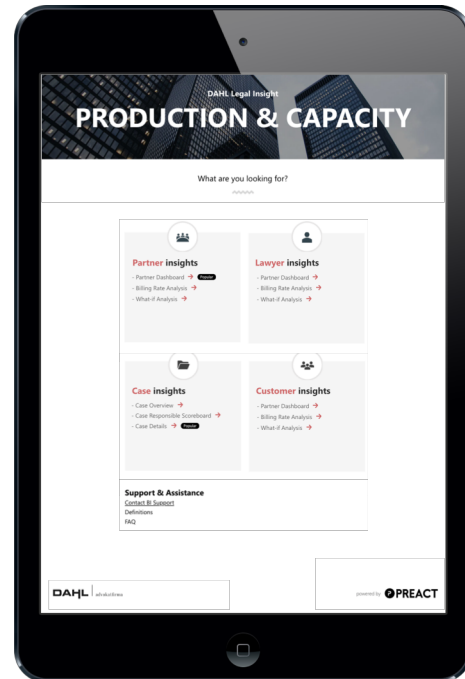 DAHL Legal Insight
PRODUCTION & CAPACITY
What are you looking for?
Partner insights
- Partner Dashboard → Popular
- Billing Rate Analysis →
- What-if Analysis →
Lawyer insights
- Partner Dashboard →
- Billing Rate Analysis →
- What-if Analysis →
Case insights
- Case Overview →
- Case Responsible Scoreboard →
- Case Details → Popular
Customer insights
- Partner Dashboard →
- Billing Rate Analysis →
- What-if Analysis →
Support & Assistance
Contact BI Support
Definitions
FAQ
DAHL advokatfirma
powered by PREACT